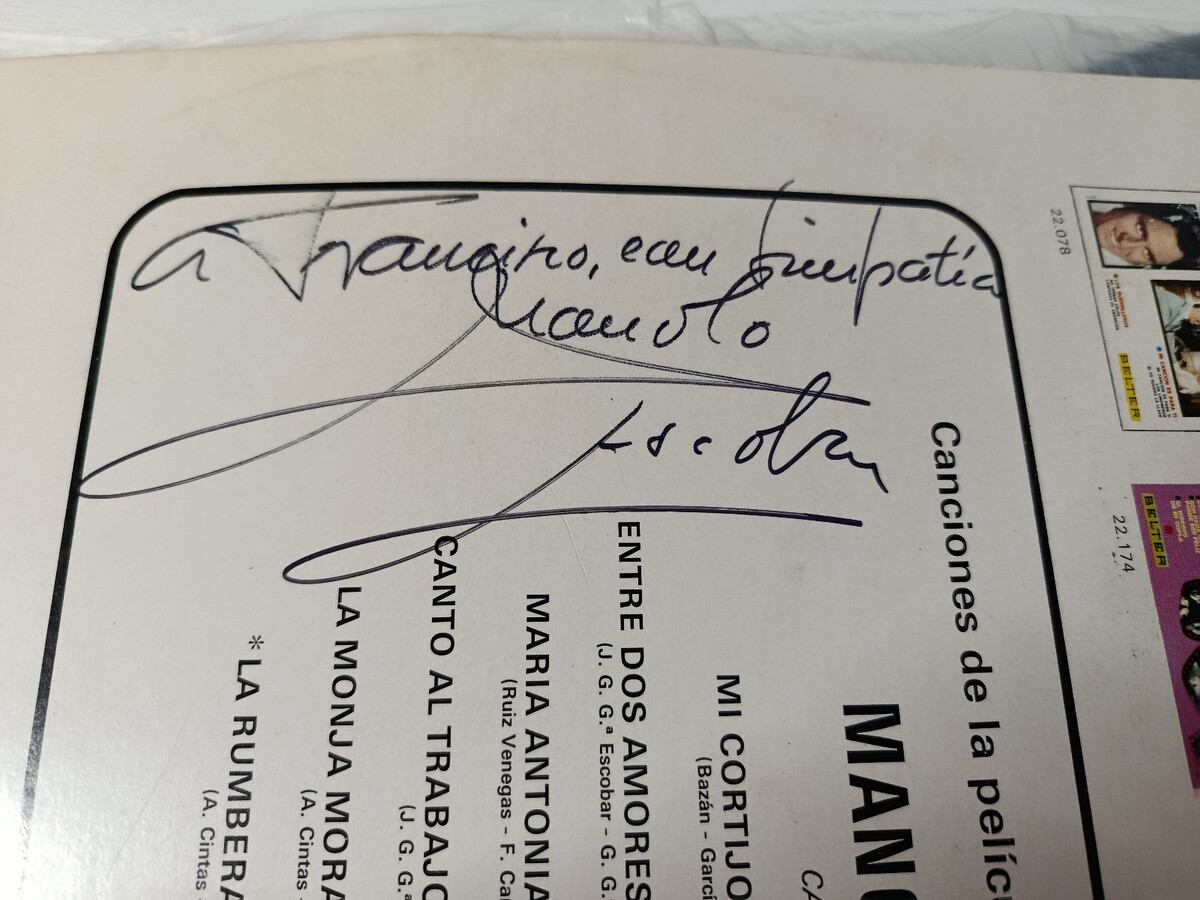 a Francisco, con simpatía
Manolo
Escobar
Canciones de la pelíc
MAN
CA
MI CORTIJO
(Bazán - Garcí
ENTRE DOS AMORES
(J. G. G.ª Escobar - G. G.
MARIA ANTONIA
(Ruiz Venegas - F. Ca
CANTO AL TRABAJO
(J. G. G.ª
LA MONJA MORA
(A. Cintas
* LA RUMBERA
(A. Cintas
22.078
BELTER
22.174
BELTER